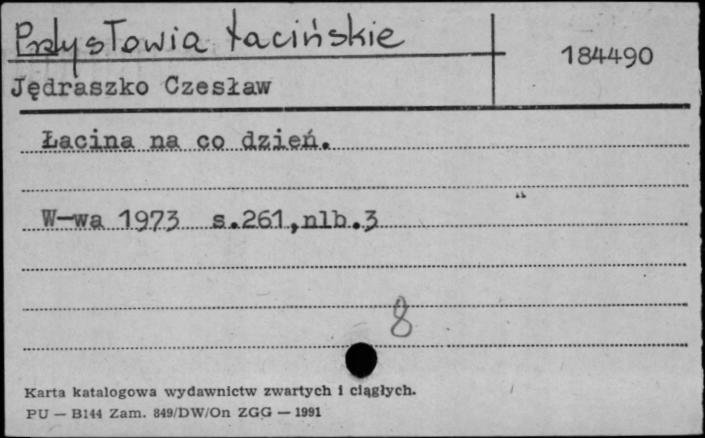 Przysłowia łacińskie
184490
Jędraszko Czesław
Łacina na co dzień.
W-wa 1973 s.261,nlb.3
8
Karta katalogowa wydawnictw zwartych i ciągłych.
PU — B144 Zam. 849/DW/On ZGG — 1991